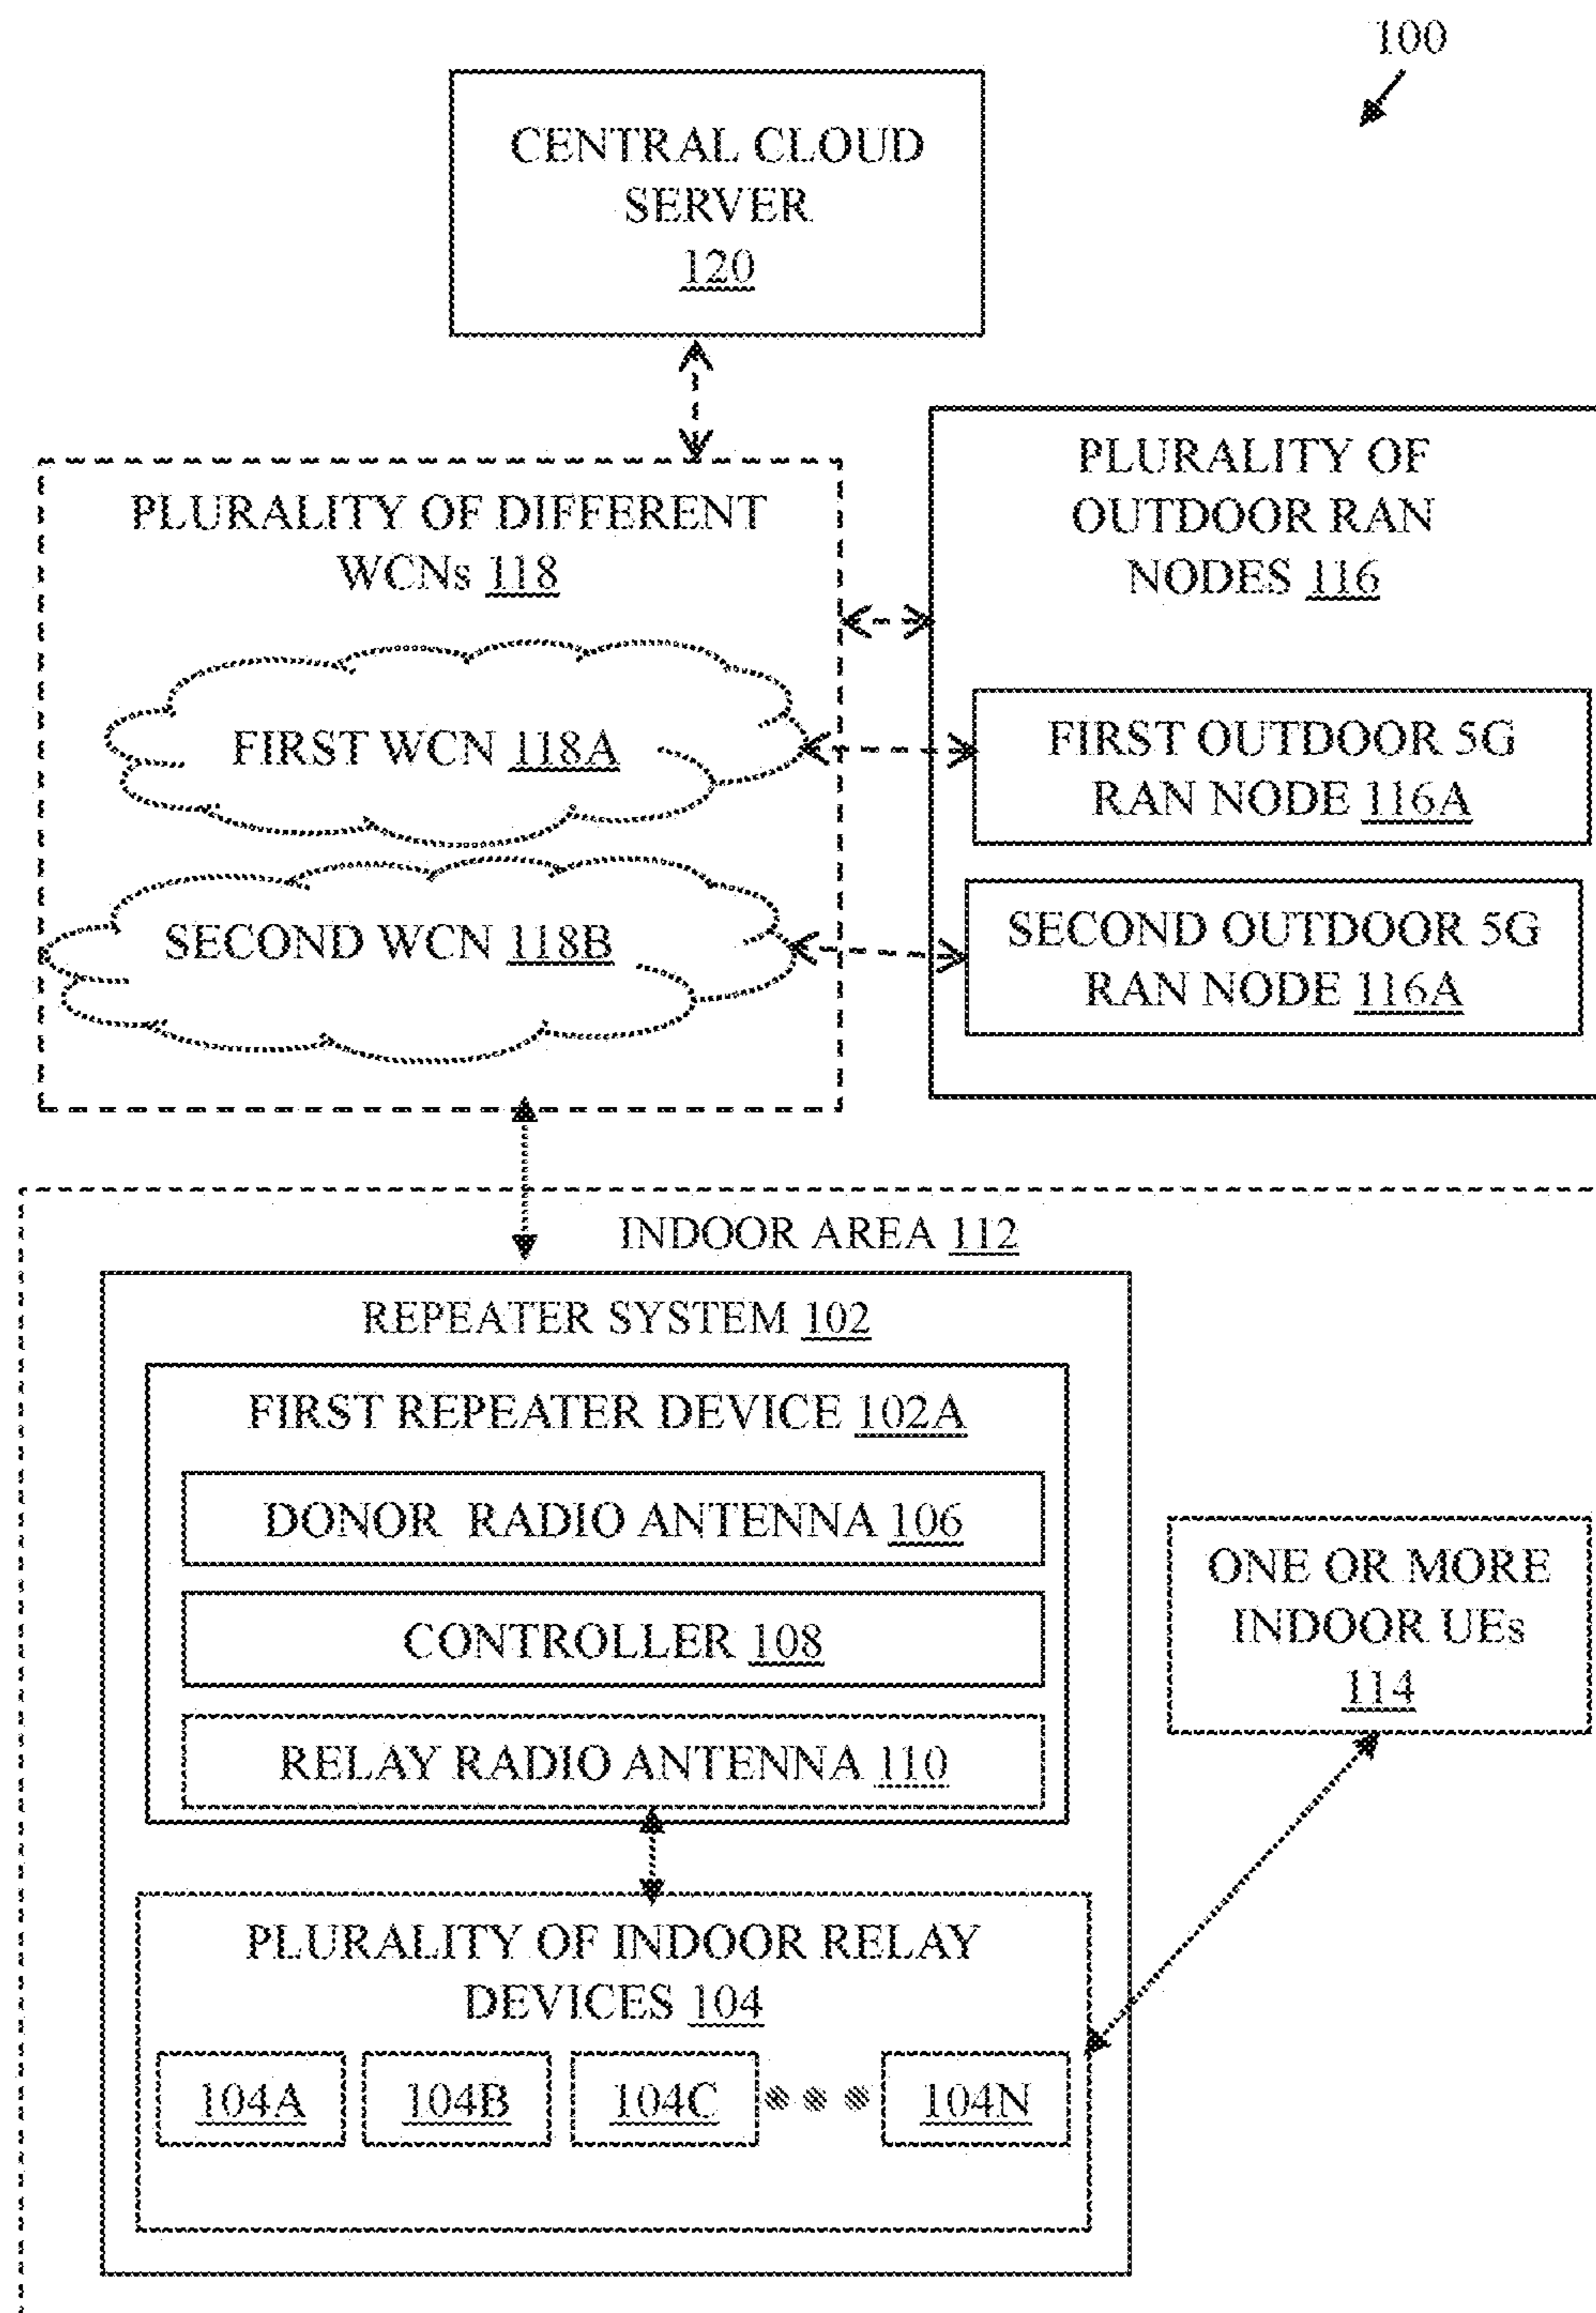 100
CENTRAL CLOUD
SERVER
120
PLURALITY OF DIFFERENT
WCNs 118
FIRST WCN 118A
SECOND WCN 118B
PLURALITY OF
OUTDOOR RAN
NODES 116
FIRST OUTDOOR 5G
RAN NODE 116A
SECOND OUTDOOR 5G
RAN NODE 116A
INDOOR AREA 112
REPEATER SYSTEM 102
FIRST REPEATER DEVICE 102A
DONOR RADIO ANTENNA 106
CONTROLLER 108
RELAY RADIO ANTENNA 110
ONE OR MORE
INDOOR UEs
114
PLURALITY OF INDOOR RELAY
DEVICES 104
104A 104B 104C 104N